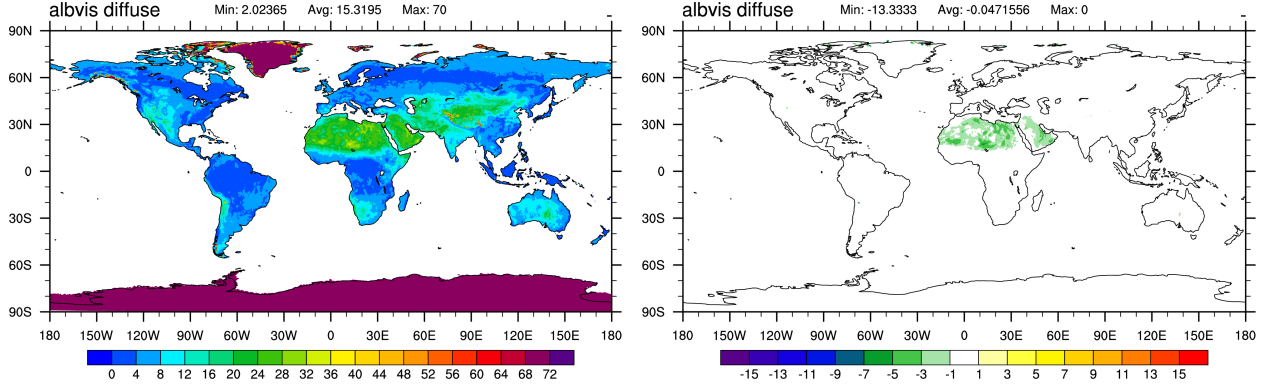 albvis diffuse Min: 2.02365 Avg: 15.3195 Max: 70
90N
60N
30N
0
30S
60S
90S
180 150W 120W 90W 60W 30W 0 30E 60E 90E 120E 150E 180
0 4 8 12 16 20 24 28 32 36 40 44 48 52 56 60 64 68 72
albvis diffuse Min: -13.3333 Avg: -0.0471556 Max: 0
90N
60N
30N
0
30S
60S
90S
180 150W 120W 90W 60W 30W 0 30E 60E 90E 120E 150E 180
-15 -13 -11 -9 -7 -5 -3 -1 1 3 5 7 9 11 13 15